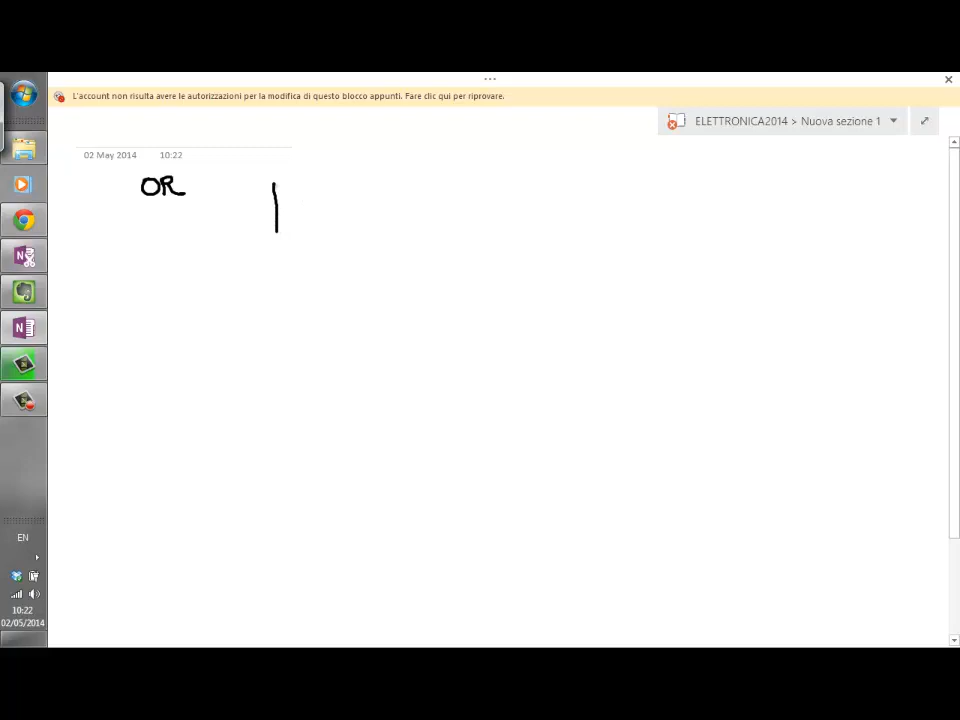 ...
L'account non risulta avere le autorizzazioni per la modifica di questo blocco appunti. Fare clic qui per riprovare.
ELETTRONICA2014 > Nuova sezione 1
02 May 2014 10:22
OR
EN
10:22
02/05/2014